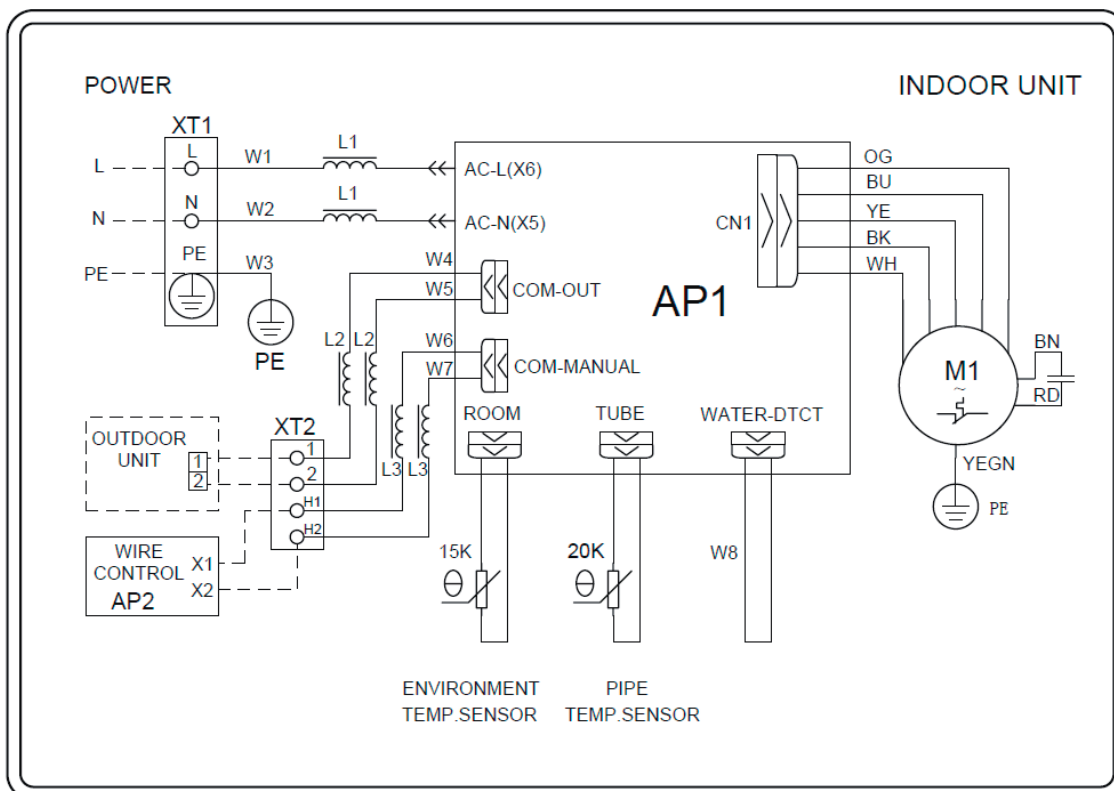 POWER
INDOOR UNIT
XT1
L
L
W1
L1
AC-L(X6)
N
N
W2
L1
AC-N(X5)
PE
PE
W3
PE
CN1
OG
BU
YE
BK
WH
AP1
W4
W5
COM-OUT
W6
W7
COM-MANUAL
L2
L2
L3
L3
ROOM
TUBE
WATER-DTCT
M1
~
BN
RD
YEGN
PE
OUTDOOR
UNIT
1
2
XT2
1
2
H1
H2
WIRE
CONTROL
AP2
X1
X2
15K
θ
20K
θ
W8
ENVIRONMENT
TEMP.SENSOR
PIPE
TEMP.SENSOR